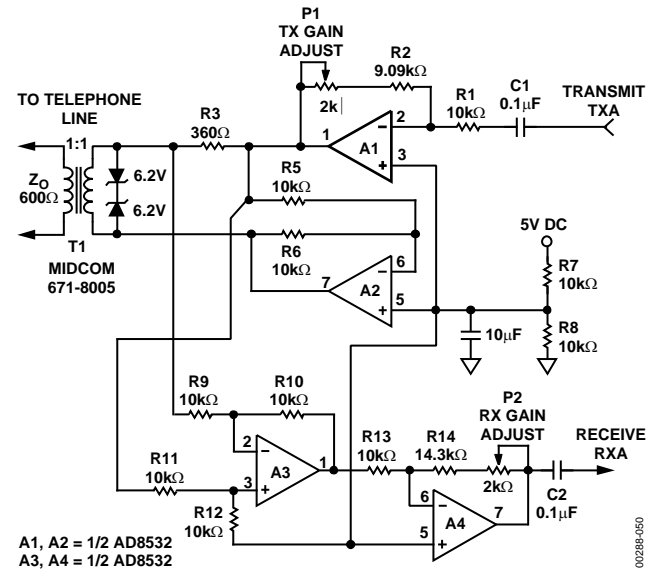 P1
TX GAIN
ADJUST
2k
R2
9.09kΩ
R1
10kΩ
C1
0.1µF
TRANSMIT
TXA
TO TELEPHONE
LINE
1:1
ZO
600Ω
T1
MIDCOM
671-8005
6.2V
6.2V
R3
360Ω
1
A1
2
3
−
+
R5
10kΩ
R6
10kΩ
7
A2
6
5
−
+
5V DC
R7
10kΩ
R8
10kΩ
10µF
R9
10kΩ
R10
10kΩ
R11
10kΩ
R12
10kΩ
2
3
−
+
A3
1
R13
10kΩ
R14
14.3kΩ
P2
RX GAIN
ADJUST
2kΩ
6
5
−
+
A4
7
RECEIVE
RXA
C2
0.1µF
A1, A2 = 1/2 AD8532
A3, A4 = 1/2 AD8532
00288-050